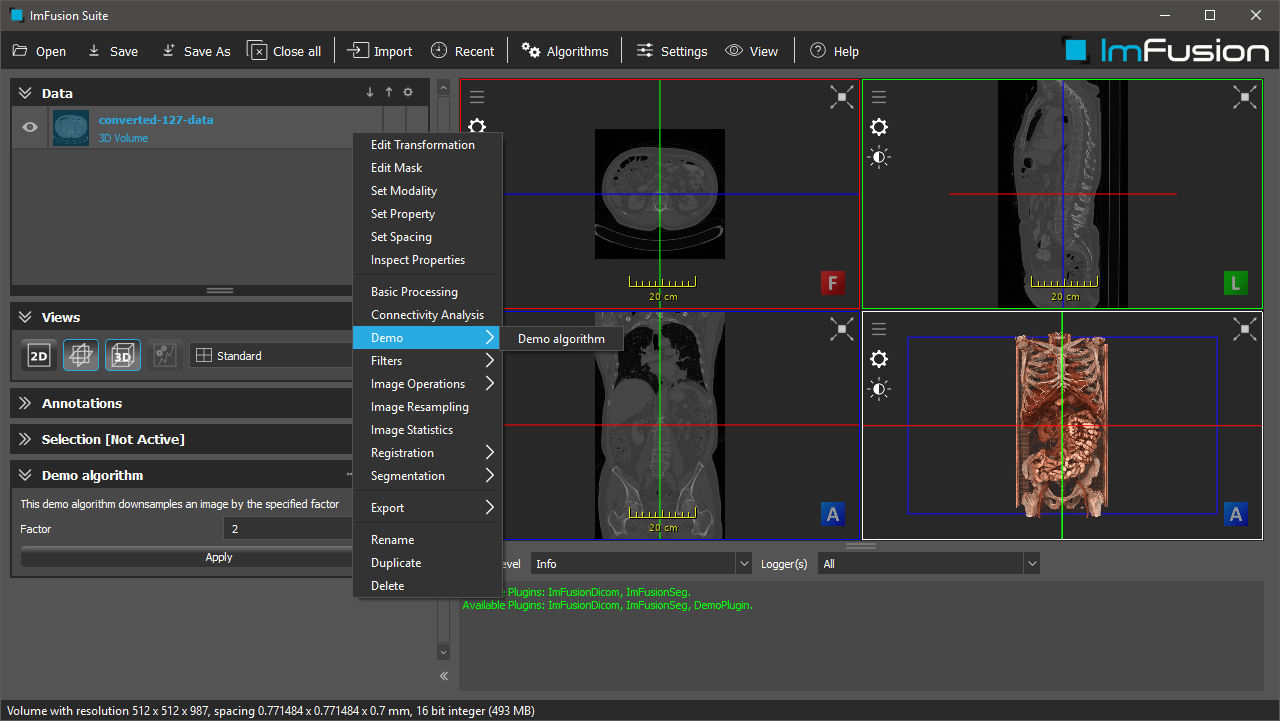 ImFusion Suite
Open Save Save As Close all Import Recent Algorithms Settings View Help
ImFusion
Data
converted-127-data
3D Volume
Edit Transformation
Edit Mask
Set Modality
Set Property
Set Spacing
Inspect Properties
Basic Processing
Connectivity Analysis
Demo
Demo algorithm
Filters
Image Operations
Image Resampling
Image Statistics
Registration
Segmentation
Export
Rename
Duplicate
Delete
20 cm
F
20 cm
L
20 cm
A
A
Views
2D 3D Standard
Annotations
Selection [Not Active]
Demo algorithm
This demo algorithm downsamples an image by the specified factor
Factor 2
Apply
Info Logger(s) All
Plugins: ImFusionDicom, ImFusionSeg.
Available Plugins: ImFusionDicom, ImFusionSeg, DemoPlugin.
Volume with resolution 512 x 512 x 987, spacing 0.771484 x 0.771484 x 0.7 mm, 16 bit integer (493 MB)